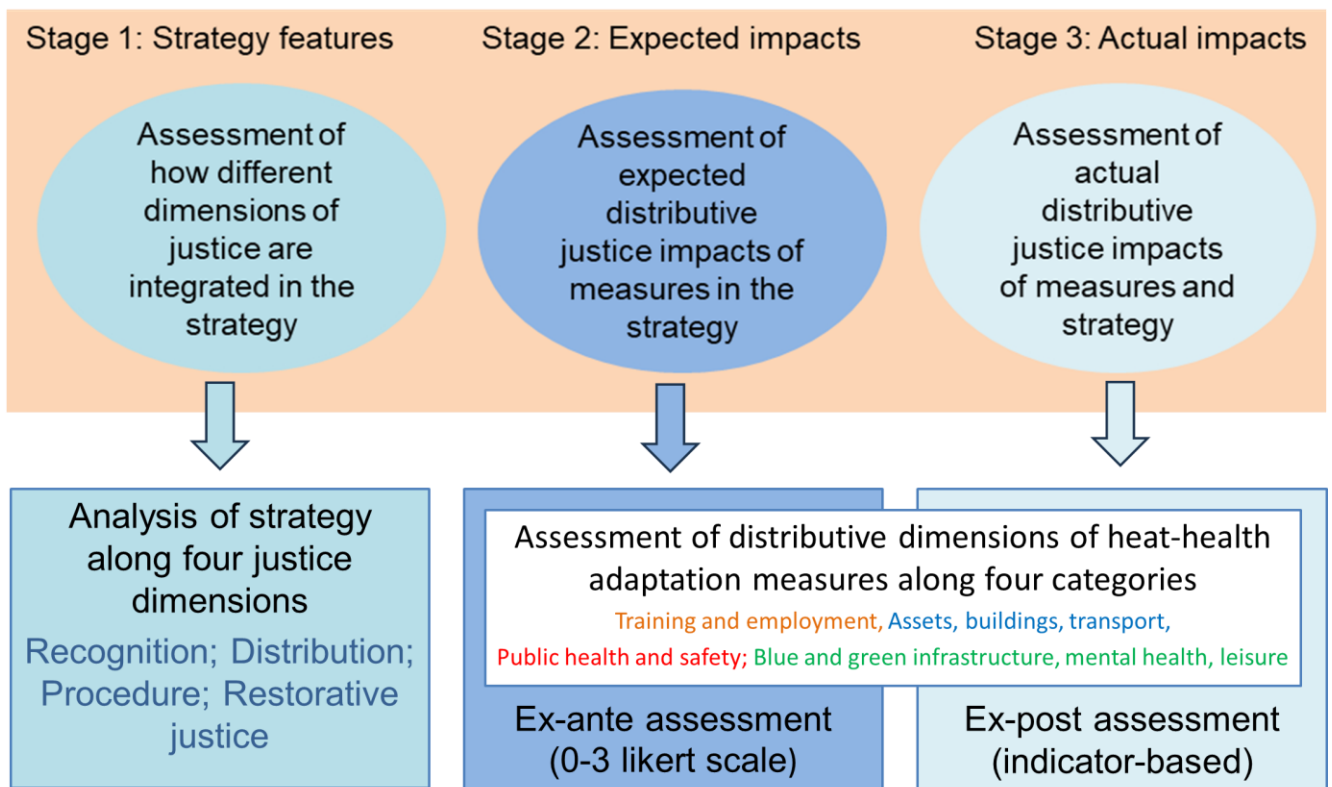 Stage 1: Strategy features
Stage 2: Expected impacts
Stage 3: Actual impacts
Assessment of
how different
dimensions of
justice are
integrated in the
strategy
Assessment of
expected
distributive
justice impacts of
measures in the
strategy
Assessment of
actual
distributive
justice impacts
of measures and
strategy
Analysis of strategy
along four justice
dimensions
Recognition; Distribution;
Procedure; Restorative
justice
Assessment of distributive dimensions of heat-health
adaptation measures along four categories
Training and employment, Assets, buildings, transport,
Public health and safety; Blue and green infrastructure, mental health, leisure
Ex-ante assessment
(0-3 likert scale)
Ex-post assessment
(indicator-based)